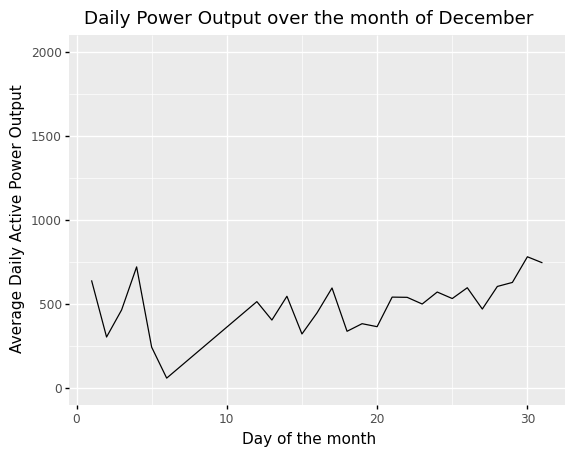 Daily Power Output over the month of December
2000
1500
1000
500
0
Average Daily Active Power Output
0 10 20 30
Day of the month